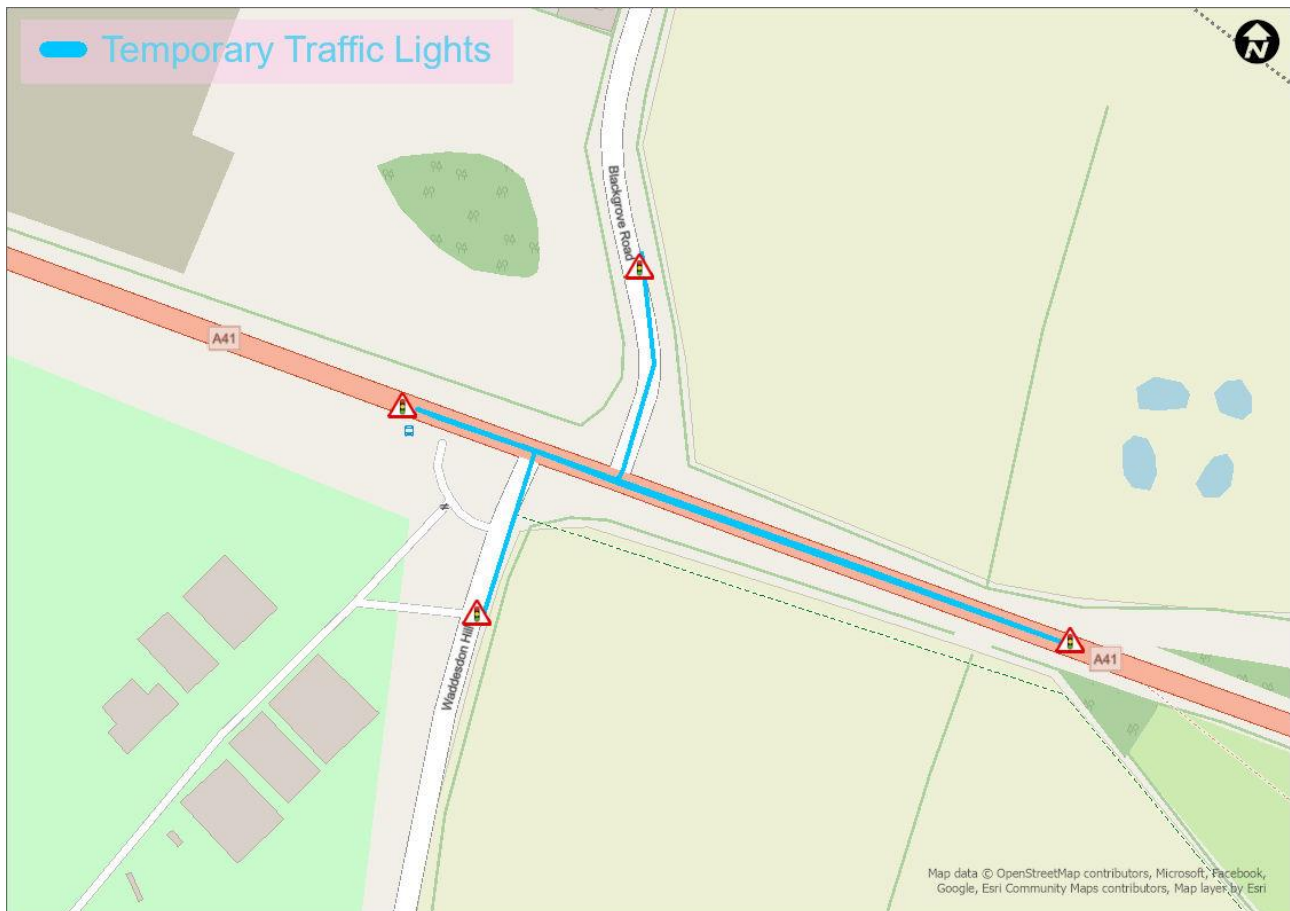 Temporary Traffic Lights
N
Blackgrove Road
A41
Waddesdon Hill
A41
Map data © OpenStreetMap contributors, Microsoft, Facebook,
Google, Esri Community Maps contributors, Map layer by Esri